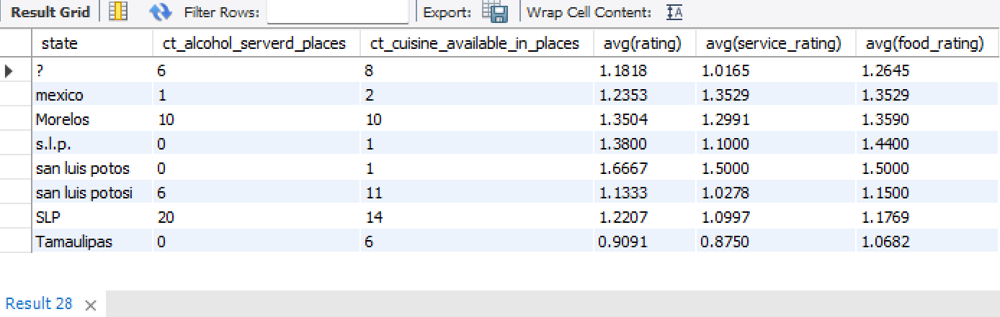 Result Grid Filter Rows: Export: Wrap Cell Content: IA
state ct_alcohol_serverd_places ct_cuisine_available_in_places avg(rating) avg(service_rating) avg(food_rating)
? 6 8 1.1818 1.0165 1.2645
mexico 1 2 1.2353 1.3529 1.3529
Morelos 10 10 1.3504 1.2991 1.3590
s.l.p. 0 1 1.3800 1.1000 1.4400
san luis potos 0 1 1.6667 1.5000 1.5000
san luis potosi 6 11 1.1333 1.0278 1.1500
SLP 20 14 1.2207 1.0997 1.1769
Tamaulipas 0 6 0.9091 0.8750 1.0682
Result 28 ×